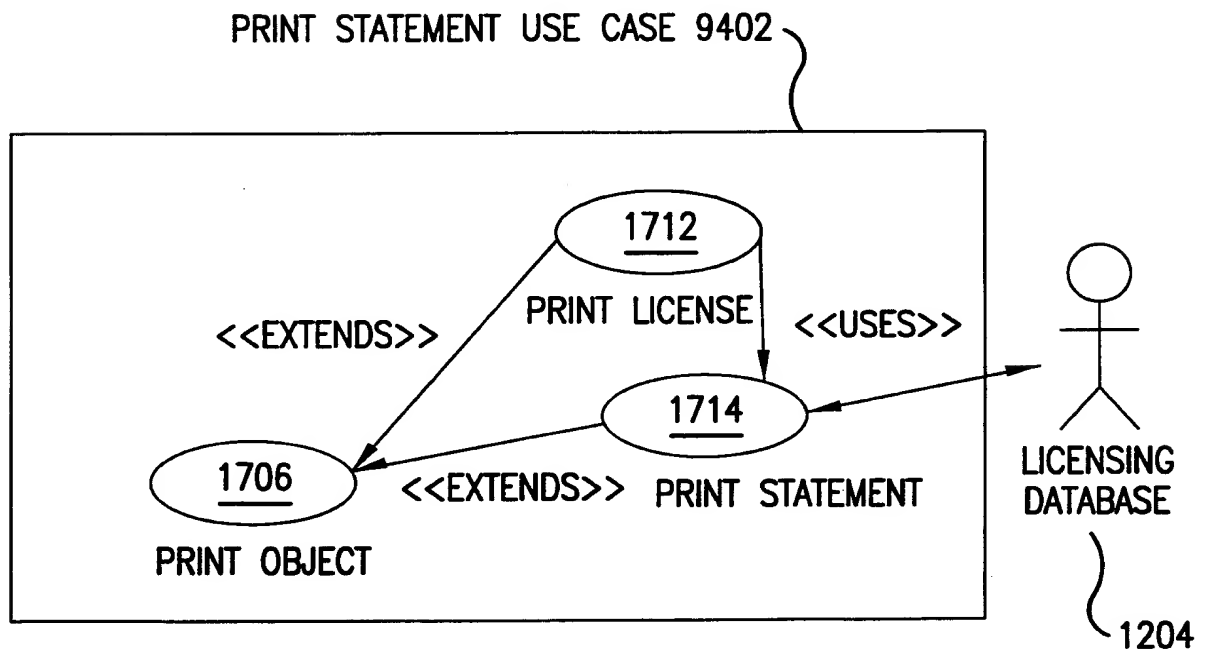 PRINT STATEMENT USE CASE 9402
1712
PRINT LICENSE
<<EXTENDS>>
<<USES>>
1714
1706
<<EXTENDS>>
PRINT STATEMENT
PRINT OBJECT
LICENSING
DATABASE
1204